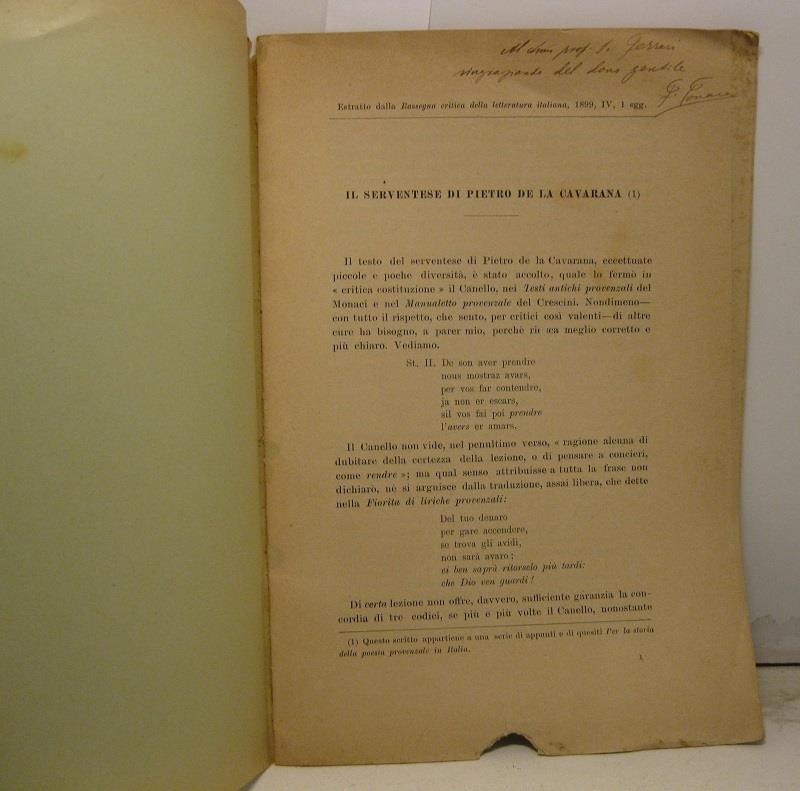 Al chmo prof. S. Ferrari
ringraziando del dono gentile
F. Torraca
Estratto dalla Rassegna critica della letteratura italiana, 1899, IV, 1 sgg.
IL SERVENTESE DI PIETRO DE LA CAVARANA (1)
Il testo del serventese di Pietro de la Cavarana, eccettuate
piccole e poche diversità, è stato accolto, quale lo fermò in
« critica costituzione » il Canello, nei Testi antichi provenzali del
Monaci e nel Manualetto provenzale del Crescini. Nondimeno—
con tutto il rispetto, che sento, per critici così valenti—di altre
cure ha bisogno, a parer mio, perchè riesca meglio corretto e
più chiaro. Vediamo.
St. II. De son aver prendre
nous mostraz avars,
per vos far contendre,
ja non er escars,
sil vos fai poi prendre
l'avers er amars.
Il Canello non vide, nel penultimo verso, « ragione alcuna di
dubitare della certezza della lezione, o di pensare a concieri,
come rendre »; ma qual senso attribuisse a tutta la frase non
dichiarò, nè si arguisce dalla traduzione, assai libera, che dette
nella Fiorita di liriche provenzali:
Del tuo denaro
per gare accendere,
se trova gli avidi,
non sarà avaro;
ei ben saprà ritorselo più tardi:
che Dio ven guardi!
Di certa lezione non offre, davvero, sufficiente garanzia la con-
cordia di tre codici, se più e più volte il Canello, nonostante
(1) Questo scritto appartiene a una serie di appunti e di quesiti Per la storia
della poesia provenzale in Italia.
1